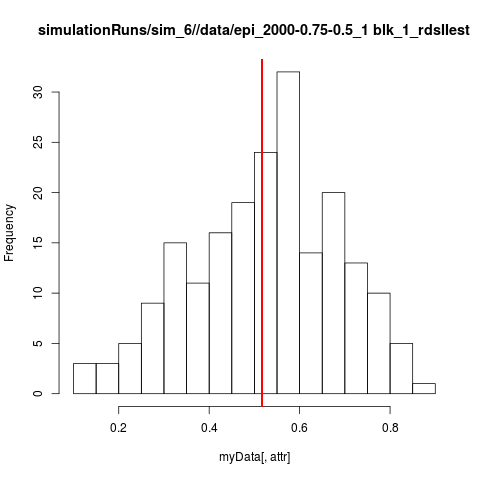 simulationRuns/sim_6//data/epi_2000-0.75-0.5_1 blk_1_rdsIIest
Frequency
30
25
20
15
10
5
0
0.2 0.4 0.6 0.8
myData[, attr]